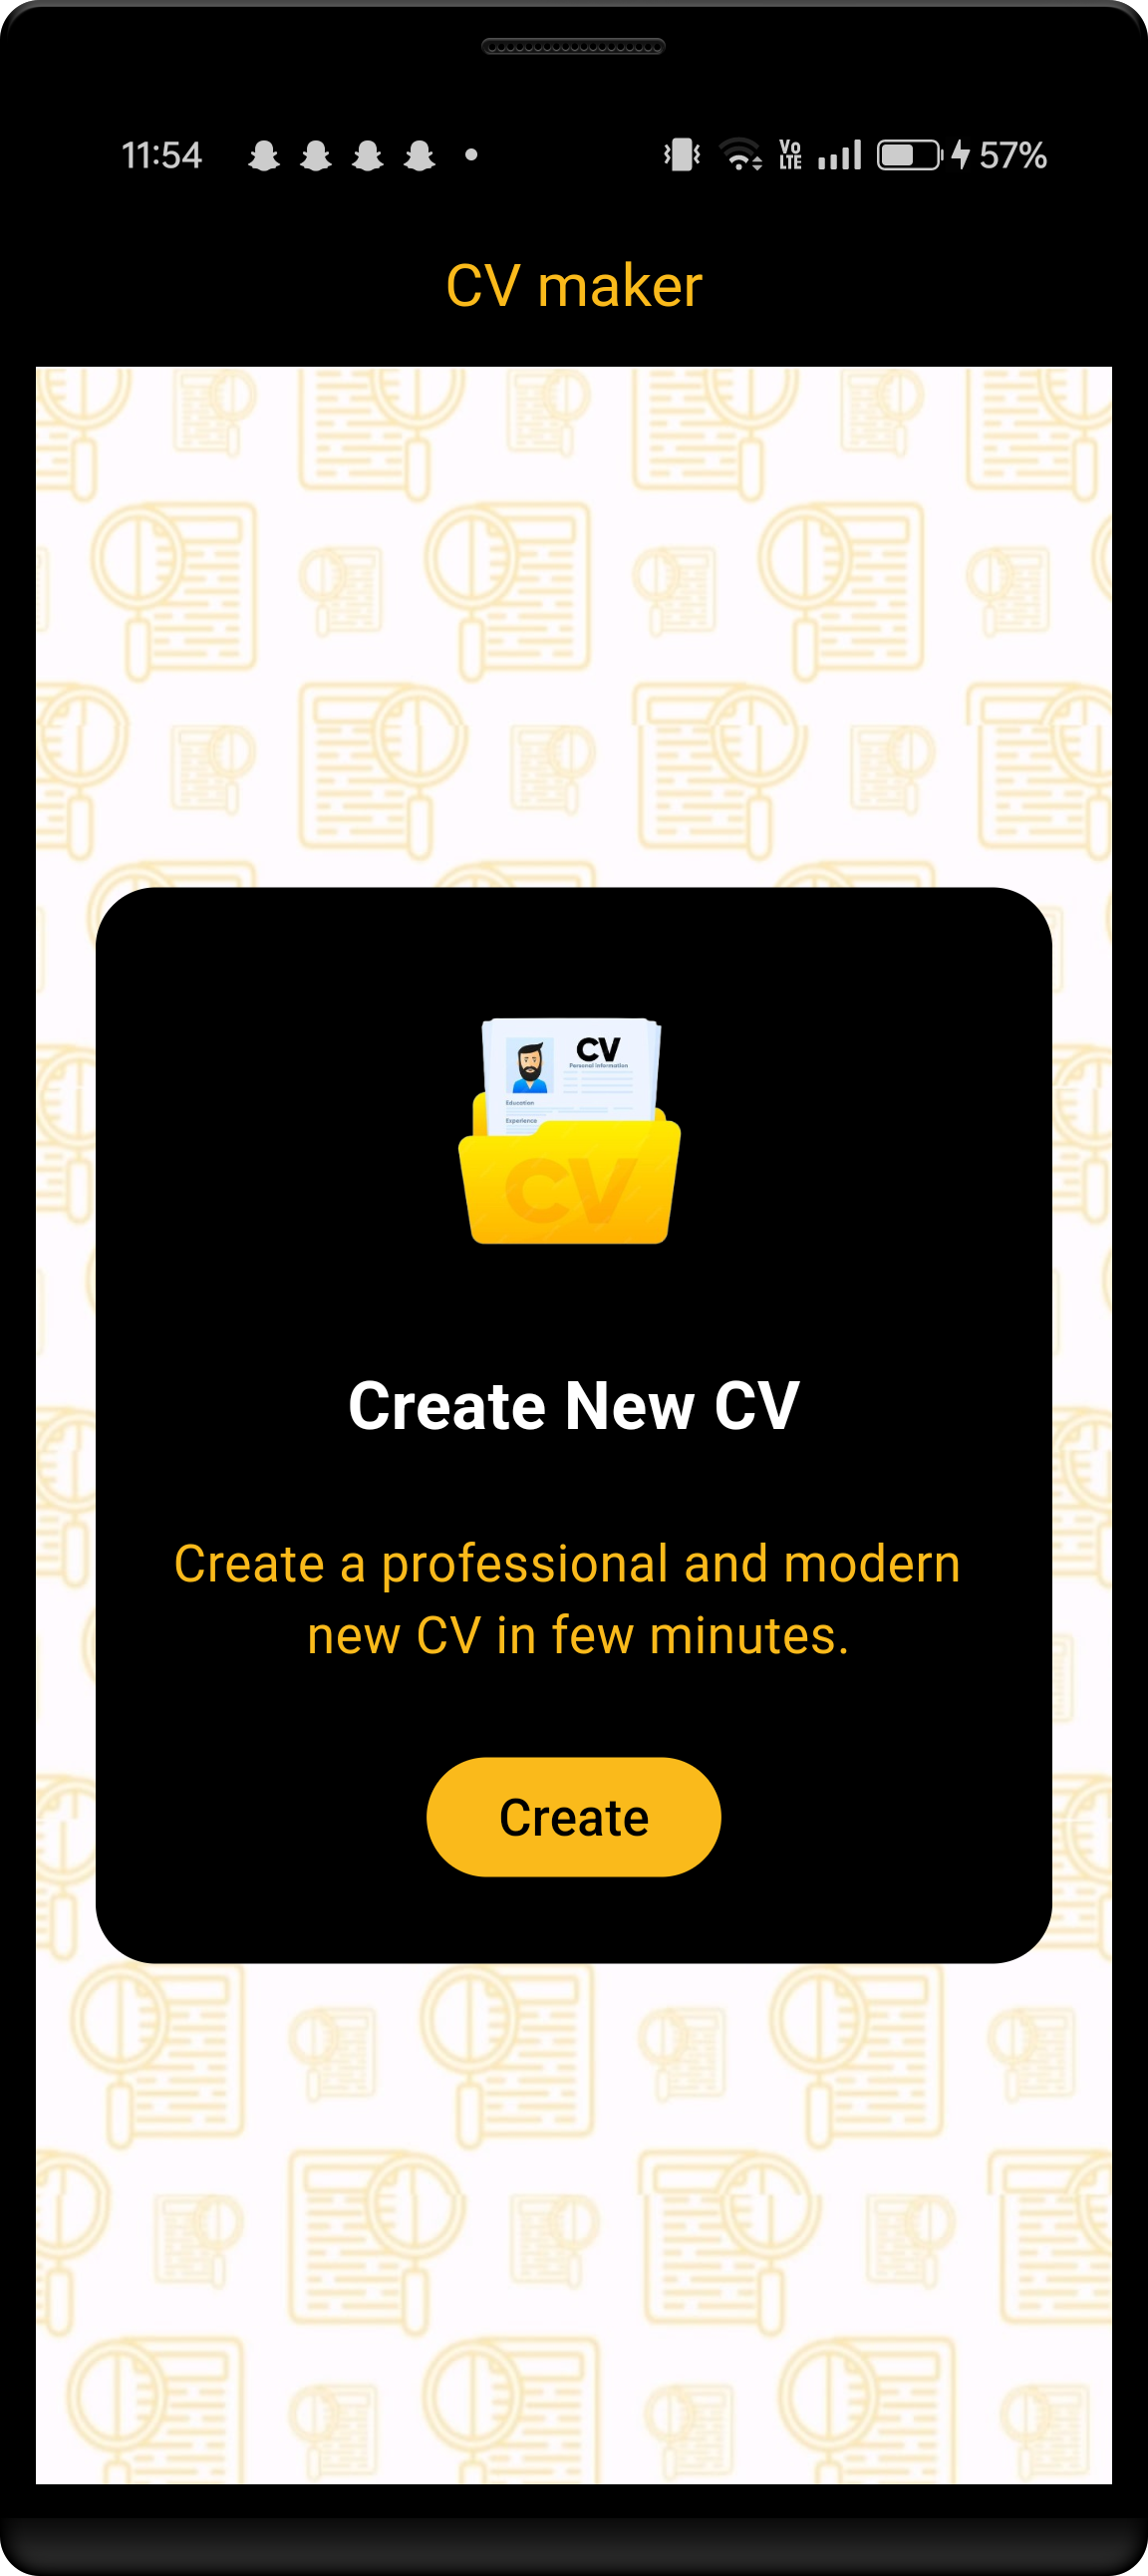 11:54 Vo LTE 57%
CV maker
CV
Personal information
Education
Experience
CV
Create New CV
Create a professional and modern
new CV in few minutes.
Create